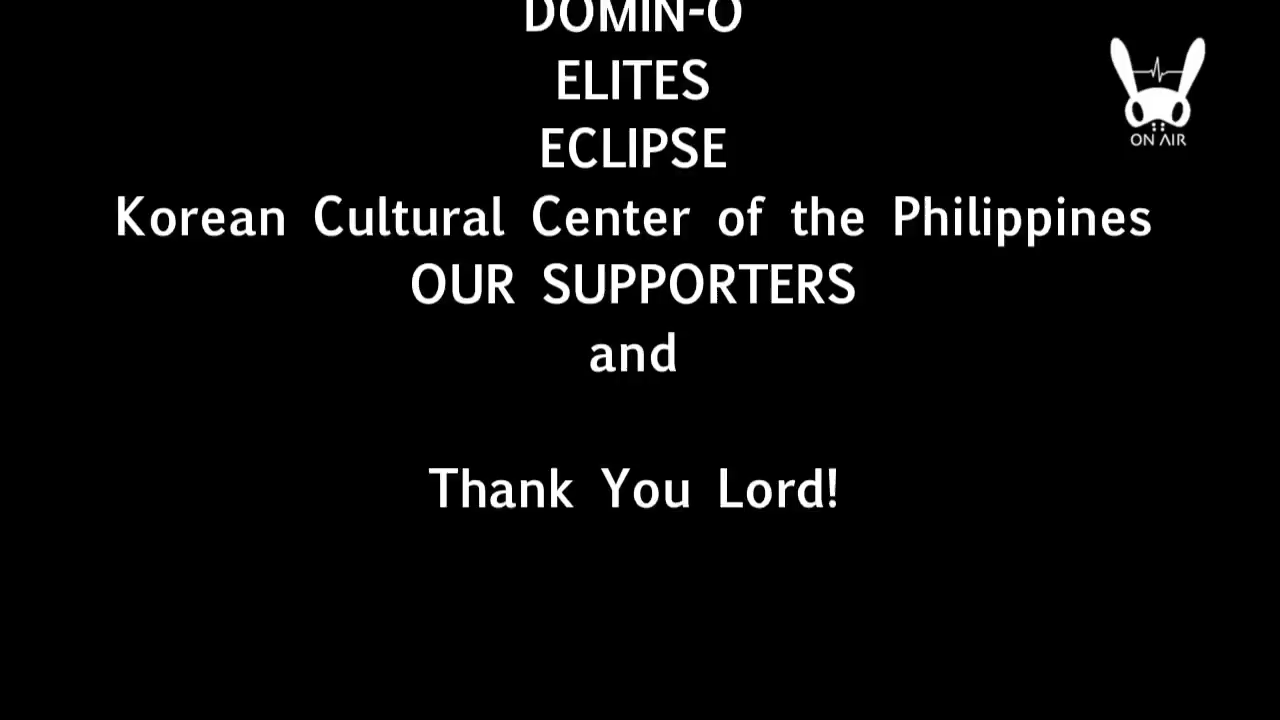 DOMIN-O
ELITES
ECLIPSE
Korean Cultural Center of the Philippines
OUR SUPPORTERS
and
Thank You Lord!
ON AIR